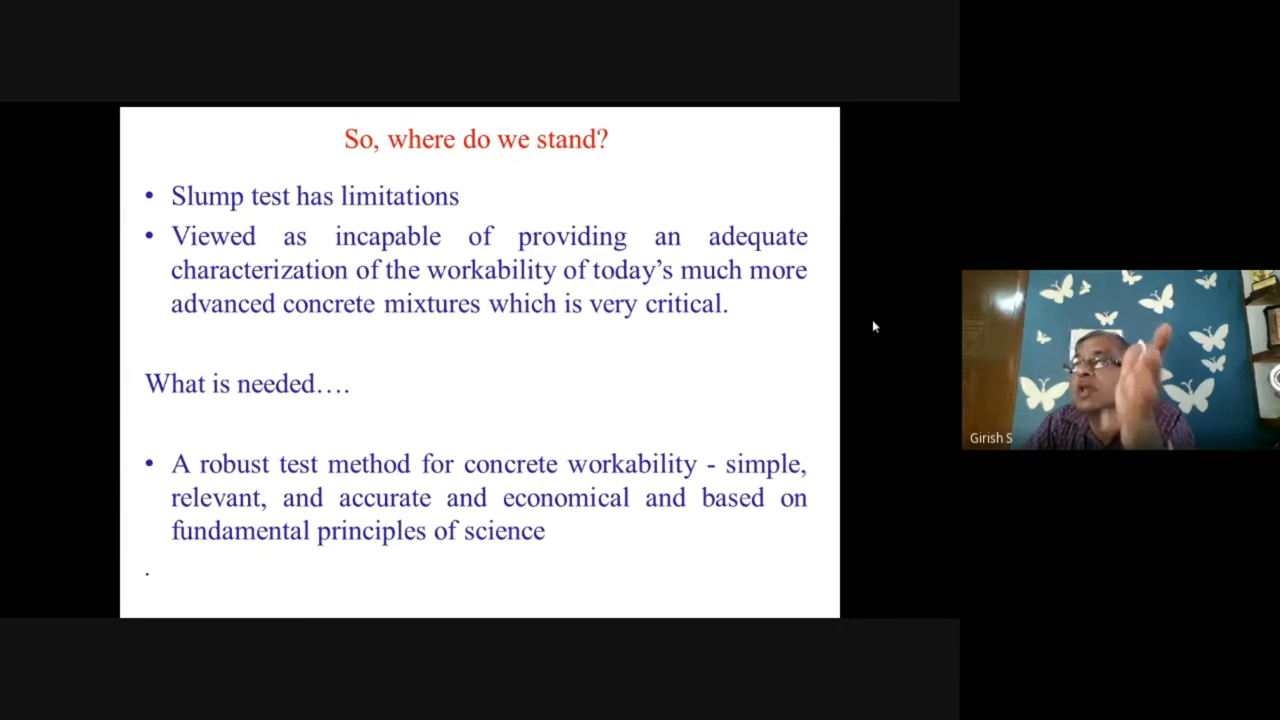 So, where do we stand?
• Slump test has limitations
• Viewed as incapable of providing an adequate
characterization of the workability of today’s much more
advanced concrete mixtures which is very critical.
What is needed….
• A robust test method for concrete workability - simple,
relevant, and accurate and economical and based on
fundamental principles of science
.
Girish S